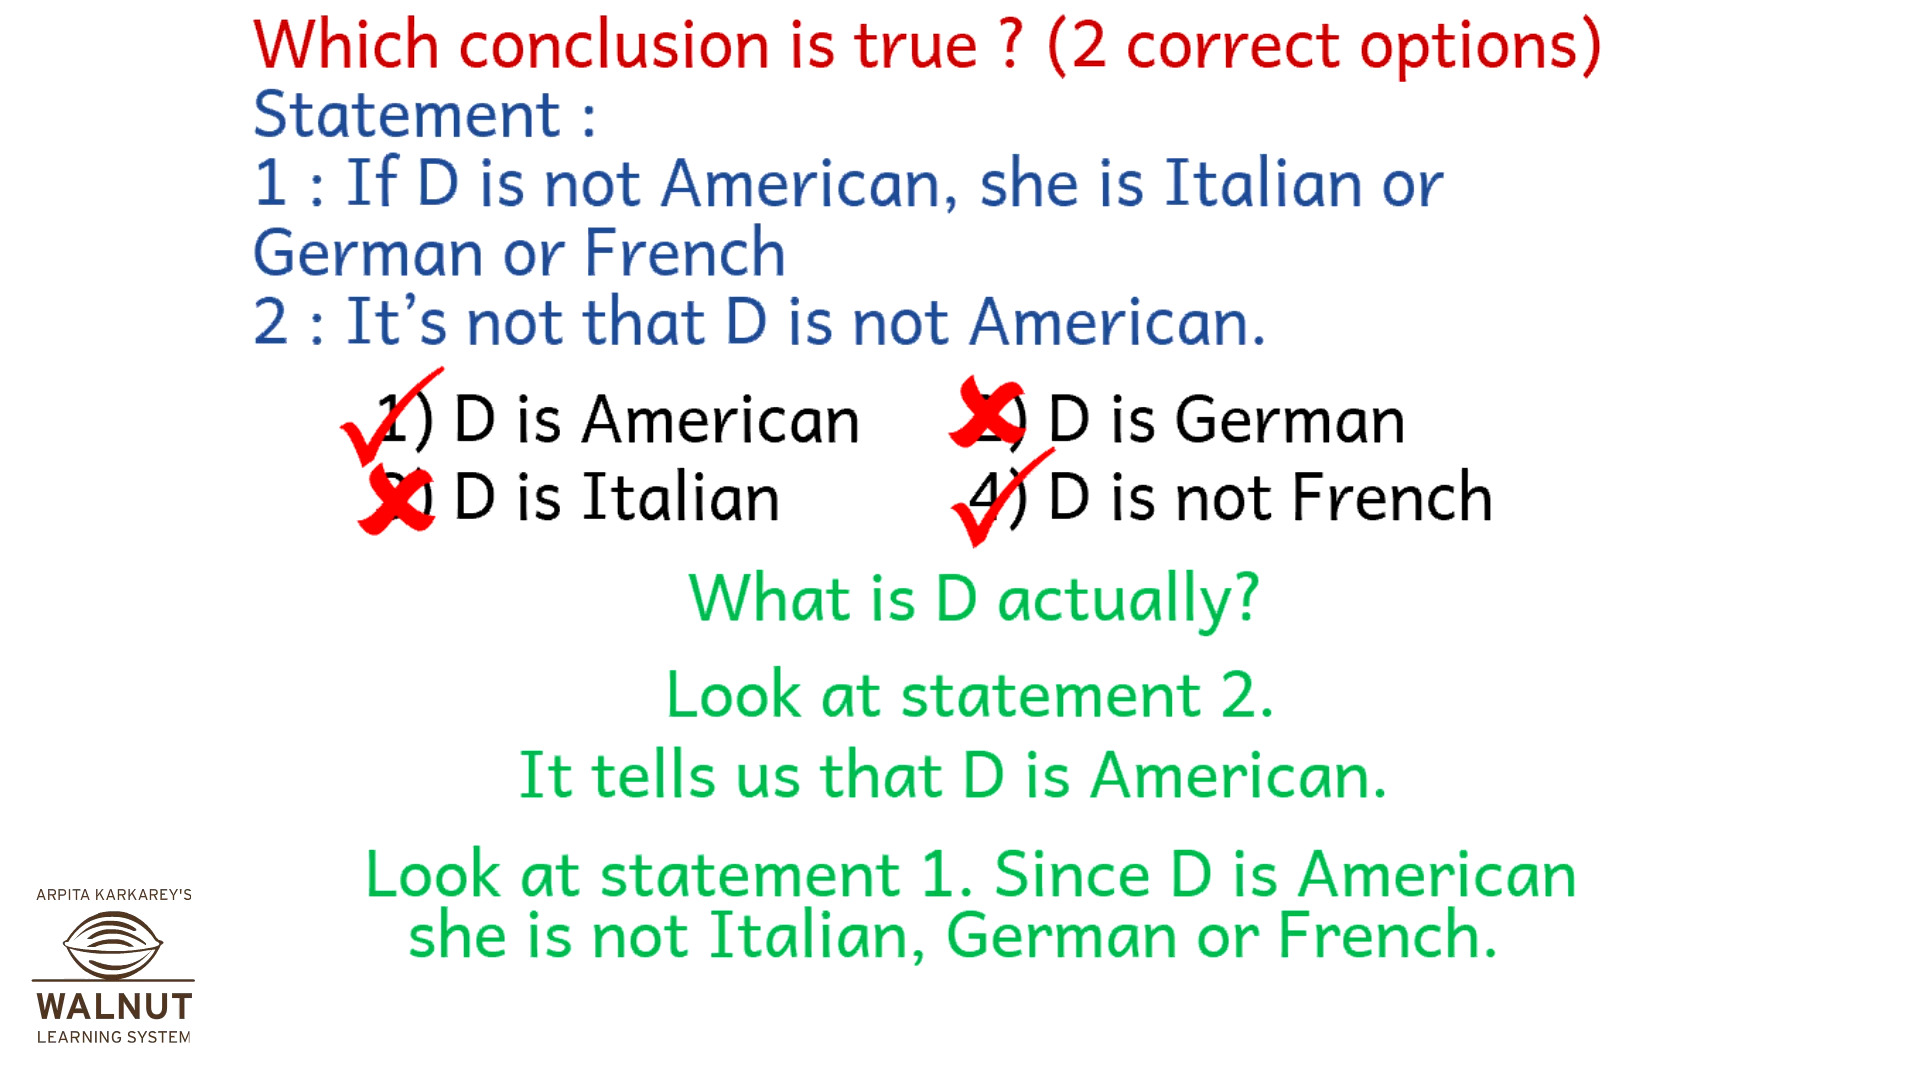 Which conclusion is true ? (2 correct options)
Statement :
1 : If D is not American, she is Italian or
German or French
2 : It’s not that D is not American.
1) D is American
2) D is German
3) D is Italian
4) D is not French
What is D actually?
Look at statement 2.
It tells us that D is American.
Look at statement 1. Since D is American
she is not Italian, German or French.
ARPITA KARKAREY'S
WALNUT
LEARNING SYSTEM